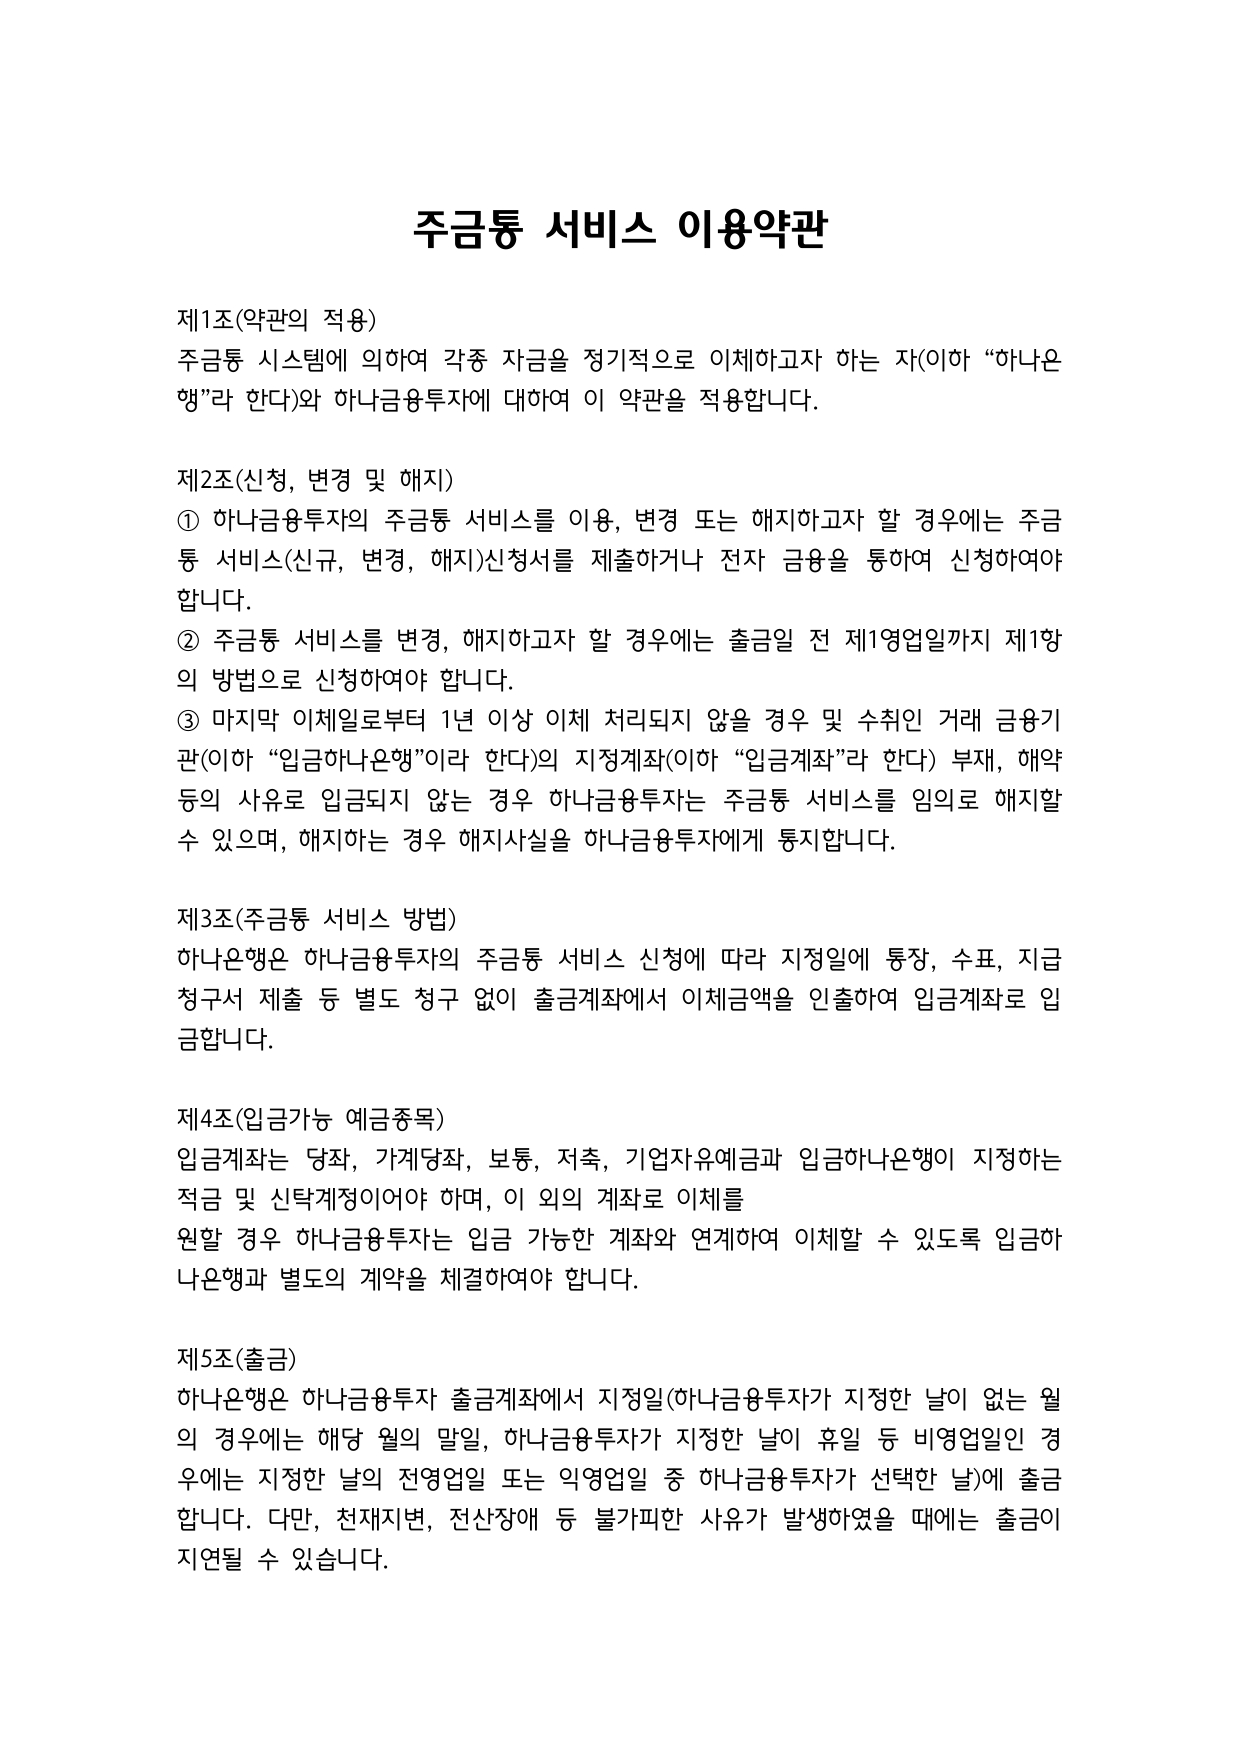 주금통 서비스 이용약관
제1조(약관의 적용)
주금통 시스템에 의하여 각종 자금을 정기적으로 이체하고자 하는 자(이하 “하나은
행”라 한다)와 하나금융투자에 대하여 이 약관을 적용합니다.
제2조(신청, 변경 및 해지)
① 하나금융투자의 주금통 서비스를 이용, 변경 또는 해지하고자 할 경우에는 주금
통 서비스(신규, 변경, 해지)신청서를 제출하거나 전자 금융을 통하여 신청하여야
합니다.
② 주금통 서비스를 변경, 해지하고자 할 경우에는 출금일 전 제1영업일까지 제1항
의 방법으로 신청하여야 합니다.
③ 마지막 이체일로부터 1년 이상 이체 처리되지 않을 경우 및 수취인 거래 금융기
관(이하 “입금하나은행”이라 한다)의 지정계좌(이하 “입금계좌”라 한다) 부재, 해약
등의 사유로 입금되지 않는 경우 하나금융투자는 주금통 서비스를 임의로 해지할
수 있으며, 해지하는 경우 해지사실을 하나금융투자에게 통지합니다.
제3조(주금통 서비스 방법)
하나은행은 하나금융투자의 주금통 서비스 신청에 따라 지정일에 통장, 수표, 지급
청구서 제출 등 별도 청구 없이 출금계좌에서 이체금액을 인출하여 입금계좌로 입
금합니다.
제4조(입금가능 예금종목)
입금계좌는 당좌, 가계당좌, 보통, 저축, 기업자유예금과 입금하나은행이 지정하는
적금 및 신탁계정이어야 하며, 이 외의 계좌로 이체를
원할 경우 하나금융투자는 입금 가능한 계좌와 연계하여 이체할 수 있도록 입금하
나은행과 별도의 계약을 체결하여야 합니다.
제5조(출금)
하나은행은 하나금융투자 출금계좌에서 지정일(하나금융투자가 지정한 날이 없는 월
의 경우에는 해당 월의 말일, 하나금융투자가 지정한 날이 휴일 등 비영업일인 경
우에는 지정한 날의 전영업일 또는 익영업일 중 하나금융투자가 선택한 날)에 출금
합니다. 다만, 천재지변, 전산장애 등 불가피한 사유가 발생하였을 때에는 출금이
지연될 수 있습니다.